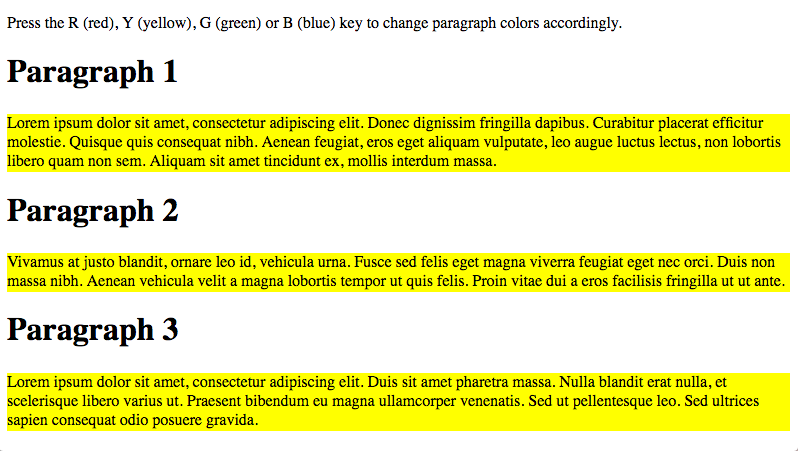 Press the R (red), Y (yellow), G (green) or B (blue) key to change paragraph colors accordingly.
Paragraph 1
Lorem ipsum dolor sit amet, consectetur adipiscing elit. Donec dignissim fringilla dapibus. Curabitur placerat efficitur
molestie. Quisque quis consequat nibh. Aenean feugiat, eros eget aliquam vulputate, leo augue luctus lectus, non lobortis
libero quam non sem. Aliquam sit amet tincidunt ex, mollis interdum massa.
Paragraph 2
Vivamus at justo blandit, ornare leo id, vehicula urna. Fusce sed felis eget magna viverra feugiat eget nec orci. Duis non
massa nibh. Aenean vehicula velit a magna lobortis tempor ut quis felis. Proin vitae dui a eros facilisis fringilla ut ut ante.
Paragraph 3
Lorem ipsum dolor sit amet, consectetur adipiscing elit. Duis sit amet pharetra massa. Nulla blandit erat nulla, et
scelerisque libero varius ut. Praesent bibendum eu magna ullamcorper venenatis. Sed ut pellentesque leo. Sed ultrices
sapien consequat odio posuere gravida.